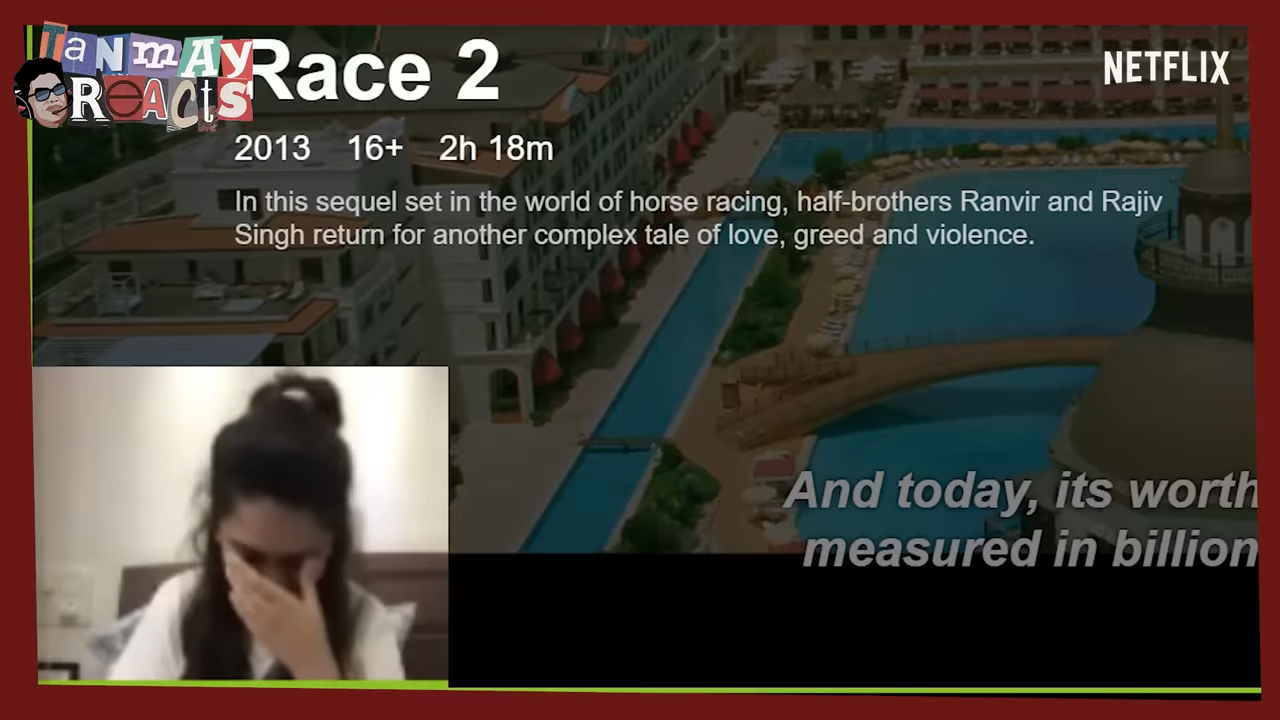 TaNmAy
ReActs
Race 2
NETFLIX
2013 16+ 2h 18m
In this sequel set in the world of horse racing, half-brothers Ranvir and Rajiv
Singh return for another complex tale of love, greed and violence.
And today, its worth
measured in billion